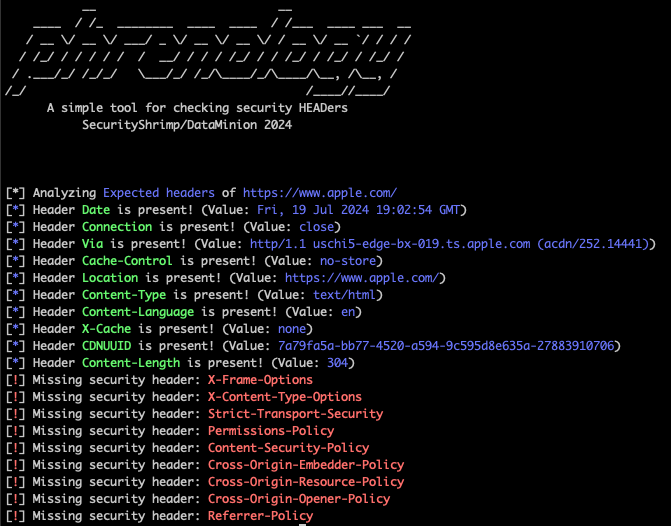 phrenology
A simple tool for checking security HEADers
SecurityShrimp/DataMinion 2024
[*] Analyzing Expected headers of https://www.apple.com/
[*] Header Date is present! (Value: Fri, 19 Jul 2024 19:02:54 GMT)
[*] Header Connection is present! (Value: close)
[*] Header Via is present! (Value: http/1.1 uschi5-edge-bx-019.ts.apple.com (acdn/252.14441))
[*] Header Cache-Control is present! (Value: no-store)
[*] Header Location is present! (Value: https://www.apple.com/)
[*] Header Content-Type is present! (Value: text/html)
[*] Header Content-Language is present! (Value: en)
[*] Header X-Cache is present! (Value: none)
[*] Header CDNUUID is present! (Value: 7a79fa5a-bb77-4520-a594-9c595d8e635a-27883910706)
[*] Header Content-Length is present! (Value: 304)
[!] Missing security header: X-Frame-Options
[!] Missing security header: X-Content-Type-Options
[!] Missing security header: Strict-Transport-Security
[!] Missing security header: Permissions-Policy
[!] Missing security header: Content-Security-Policy
[!] Missing security header: Cross-Origin-Embedder-Policy
[!] Missing security header: Cross-Origin-Resource-Policy
[!] Missing security header: Cross-Origin-Opener-Policy
[!] Missing security header: Referrer-Policy